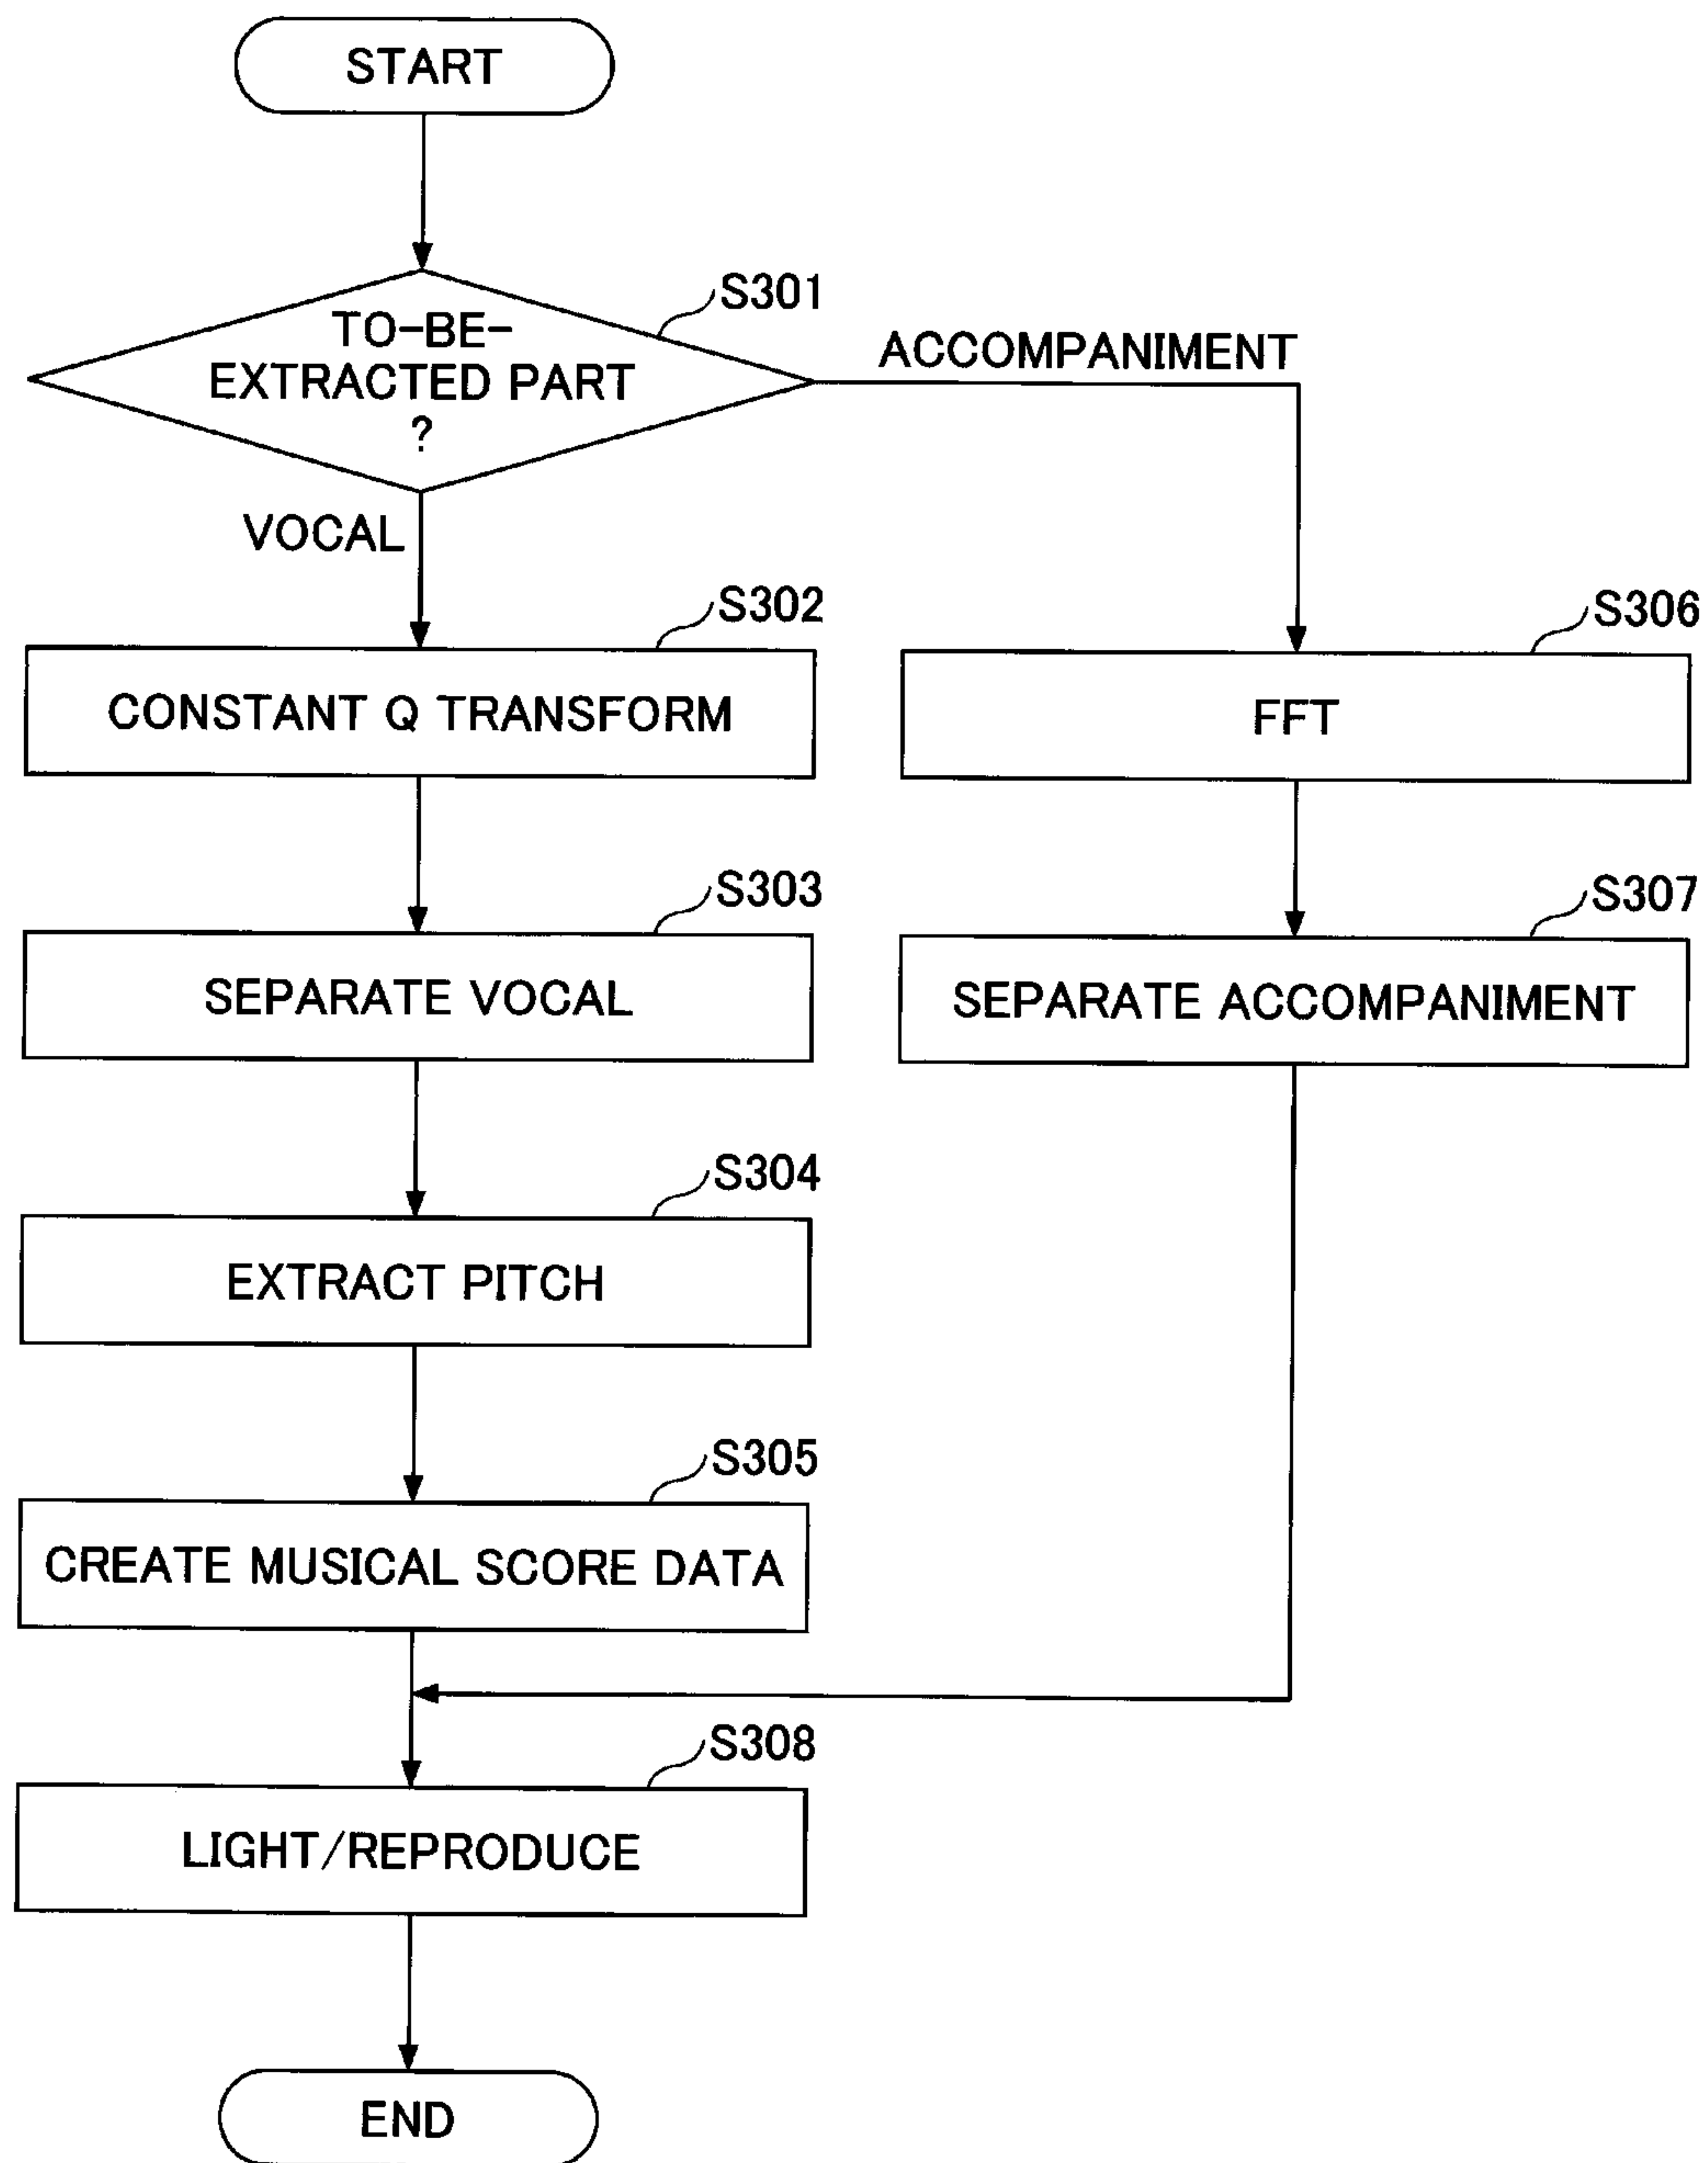 START
S301
TO-BE-
EXTRACTED PART
?
ACCOMPANIMENT
VOCAL
S302
CONSTANT Q TRANSFORM
S306
FFT
S303
SEPARATE VOCAL
S307
SEPARATE ACCOMPANIMENT
S304
EXTRACT PITCH
S305
CREATE MUSICAL SCORE DATA
S308
LIGHT/REPRODUCE
END